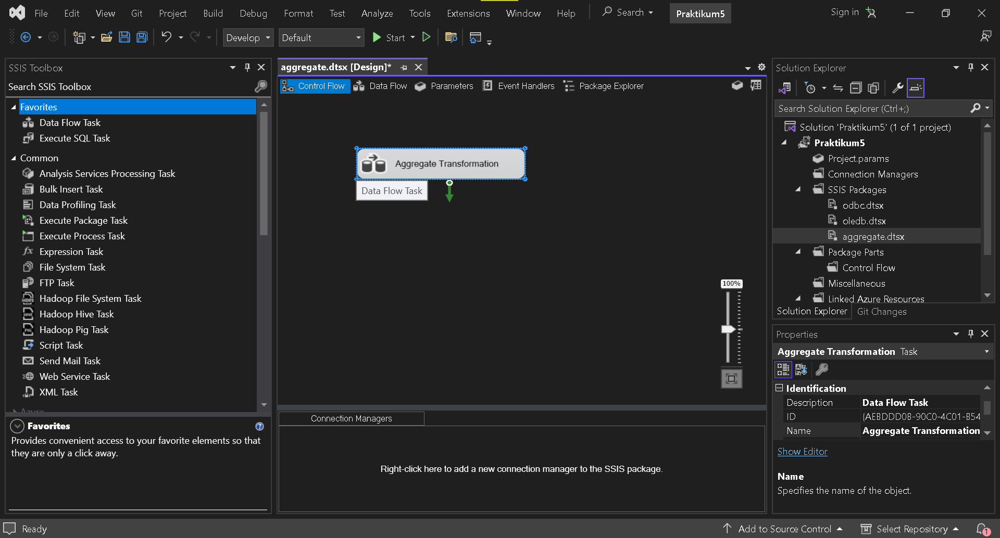 File Edit View Git Project Build Debug Format Test Analyze Tools Extensions Window Help Search Praktikum5 Sign in
Develop Default Start
SSIS Toolbox
Search SSIS Toolbox
Favorites
Data Flow Task
Execute SQL Task
Common
Analysis Services Processing Task
Bulk Insert Task
Data Profiling Task
Execute Package Task
Execute Process Task
Expression Task
File System Task
FTP Task
Hadoop File System Task
Hadoop Hive Task
Hadoop Pig Task
Script Task
Send Mail Task
Web Service Task
XML Task
Azure
Favorites
Provides convenient access to your favorite elements so that
they are only a click away.
aggregate.dtsx [Design]*
Control Flow Data Flow Parameters Event Handlers Package Explorer
Aggregate Transformation
Data Flow Task
100%
Connection Managers
Right-click here to add a new connection manager to the SSIS package.
Solution Explorer
Search Solution Explorer (Ctrl+;)
Solution 'Praktikum5' (1 of 1 project)
Praktikum5
Project.params
Connection Managers
SSIS Packages
odbc.dtsx
oledb.dtsx
aggregate.dtsx
Package Parts
Control Flow
Miscellaneous
Linked Azure Resources
Solution Explorer Git Changes
Properties
Aggregate Transformation Task
Identification
Description Data Flow Task
ID {AEBDDD0B-90C0-4C01-B54
Name Aggregate Transformation
Show Editor
Name
Specifies the name of the object.
Ready Add to Source Control Select Repository 1